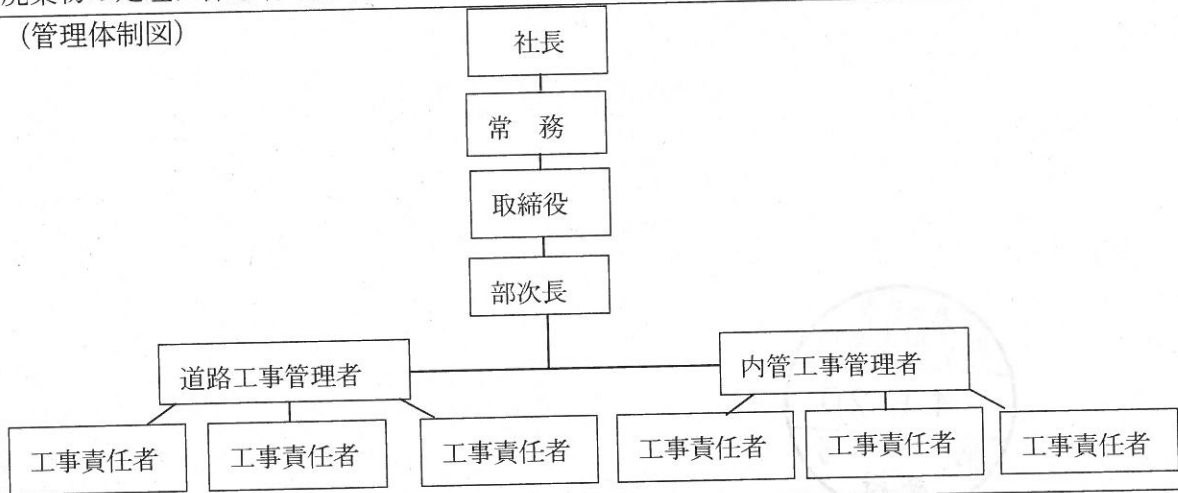 (管理体制図)
社長
常　務
取締役
部次長
道路工事管理者
内管工事管理者
工事責任者
工事責任者
工事責任者
工事責任者
工事責任者
工事責任者